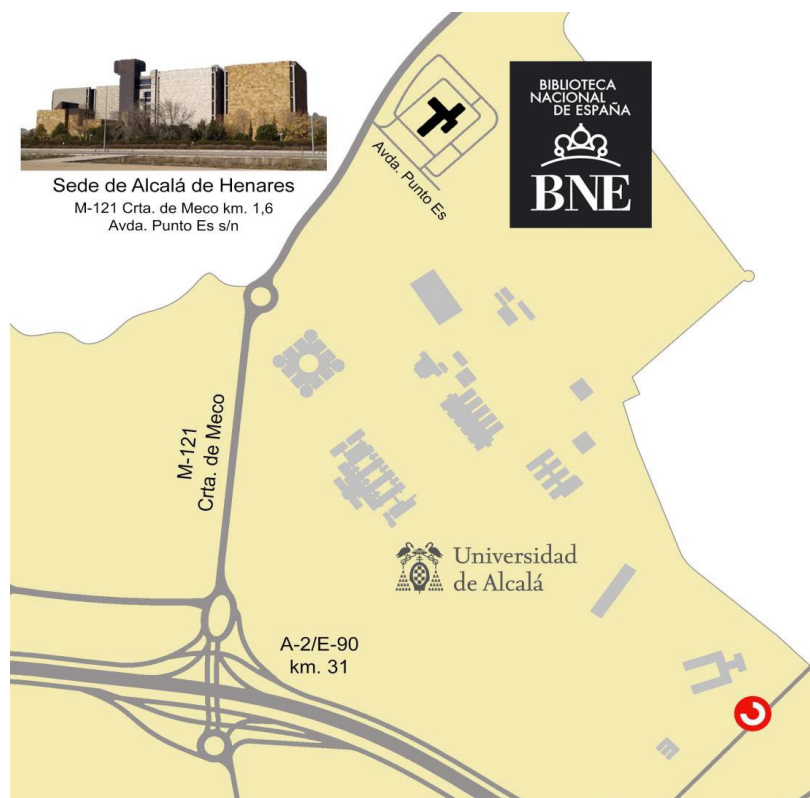 Sede de Alcalá de Henares
M-121 Crta. de Meco km. 1,6
Avda. Punto Es s/n
Avda. Punto Es
BIBLIOTECA
NACIONAL
DE ESPAÑA
BNE
M-121
Crta. de Meco
Universidad
de Alcalá
A-2/E-90
km. 31